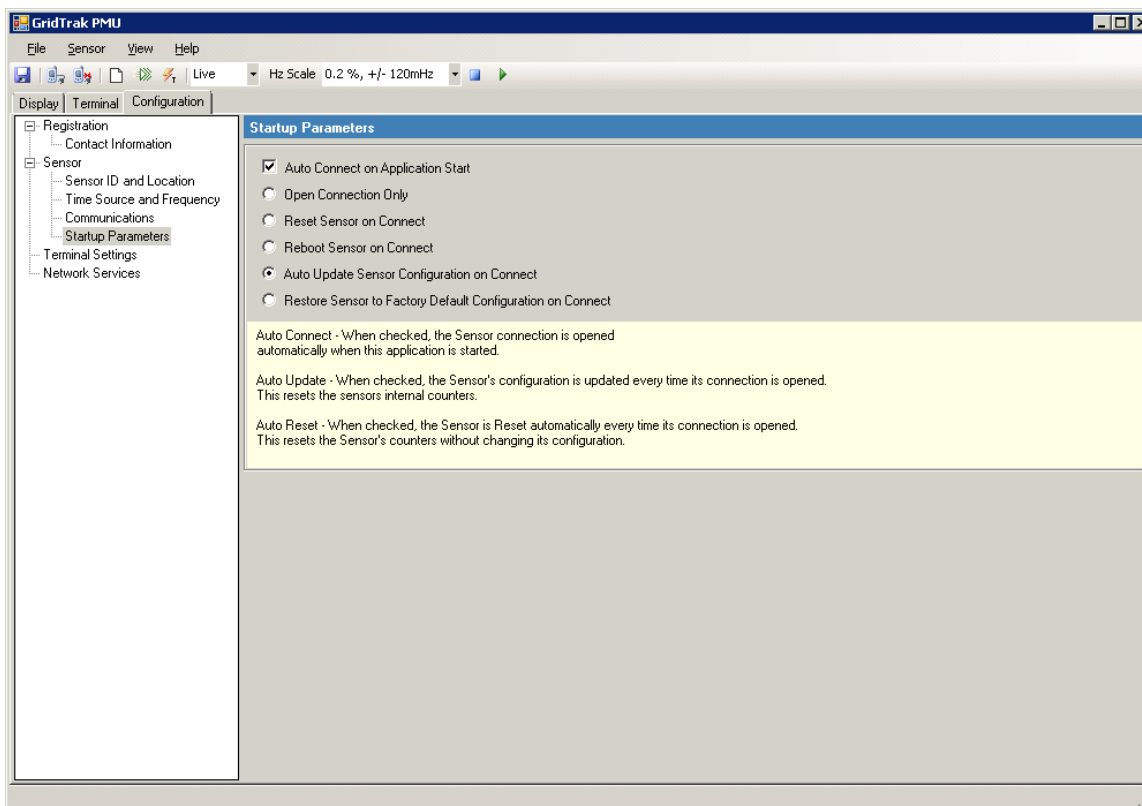 GridTrak PMU
File Sensor View Help
Live Hz Scale 0.2 %, +/- 120mHz
Display Terminal Configuration
Registration
Contact Information
Sensor
Sensor ID and Location
Time Source and Frequency
Communications
Startup Parameters
Terminal Settings
Network Services
Startup Parameters
Auto Connect on Application Start
Open Connection Only
Reset Sensor on Connect
Reboot Sensor on Connect
Auto Update Sensor Configuration on Connect
Restore Sensor to Factory Default Configuration on Connect
Auto Connect - When checked, the Sensor connection is opened
automatically when this application is started.
Auto Update - When checked, the Sensor's configuration is updated every time its connection is opened.
This resets the sensors internal counters.
Auto Reset - When checked, the Sensor is Reset automatically every time its connection is opened.
This resets the Sensor's counters without changing its configuration.